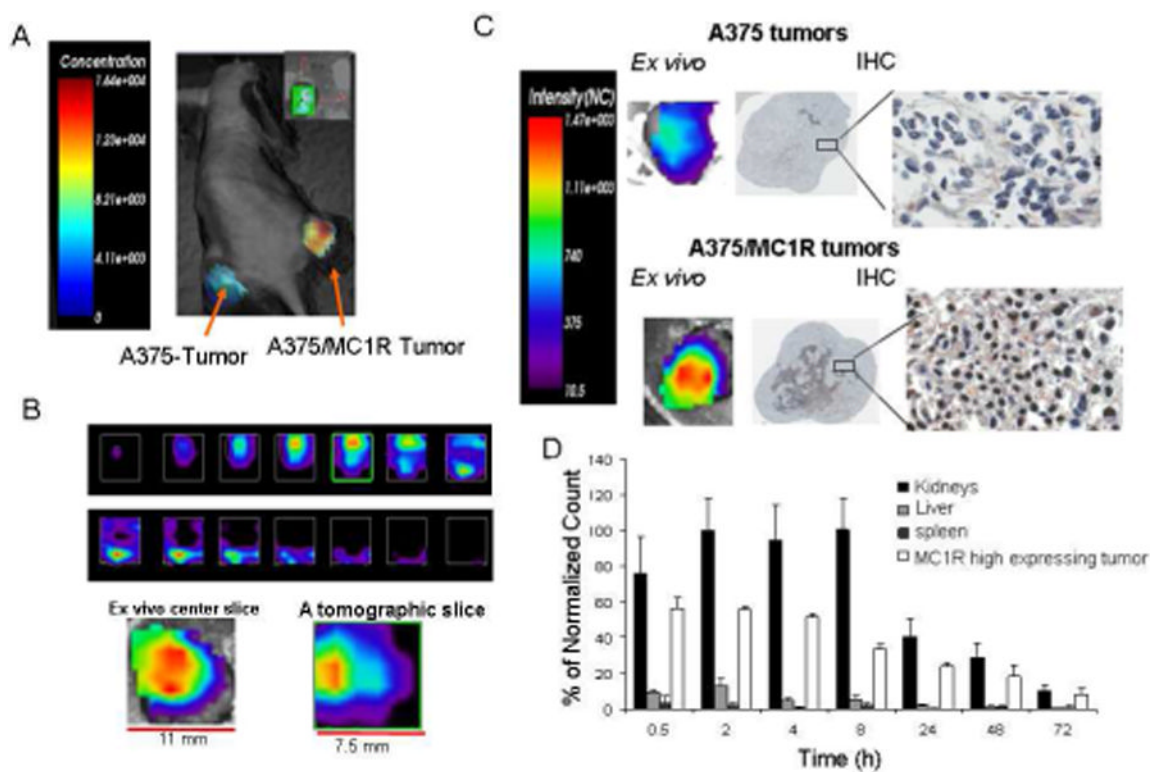 A
Concentration
1.64e+004
1.23e+004
8.21e+003
4.11e+003
0
A375-Tumor
A375/MC1R Tumor
B
Ex vivo center slice
A tomographic slice
11 mm
7.5 mm
C
A375 tumors
Ex vivo
IHC
Intensity(NC)
1.47e+003
1.11e+003
740
375
10.5
A375/MC1R tumors
Ex vivo
IHC
D
% of Normalized Count
140
120
100
80
60
40
20
0
Kidneys
Liver
spleen
MC1R high expressing tumor
0.5
2
4
8
24
48
72
Time (h)